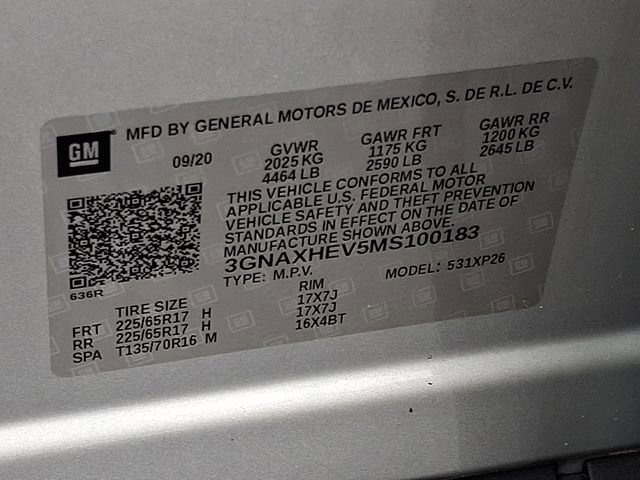 GM
MFD BY GENERAL MOTORS DE MEXICO, S. DE R.L. DE C.V.
09/20 GVWR GAWR FRT GAWR RR
2025 KG 1175 KG 1200 KG
4464 LB 2590 LB 2645 LB
THIS VEHICLE CONFORMS TO ALL
APPLICABLE U.S. FEDERAL MOTOR
VEHICLE SAFETY AND THEFT PREVENTION
STANDARDS IN EFFECT ON THE DATE OF
MANUFACTURE SHOWN ABOVE.
3GNAXHEV5MS100183
TYPE: M.P.V. MODEL: 531XP26
636R
TIRE SIZE RIM
FRT 225/65R17 H 17X7J
RR 225/65R17 H 17X7J
SPA T135/70R16 M 16X4BT